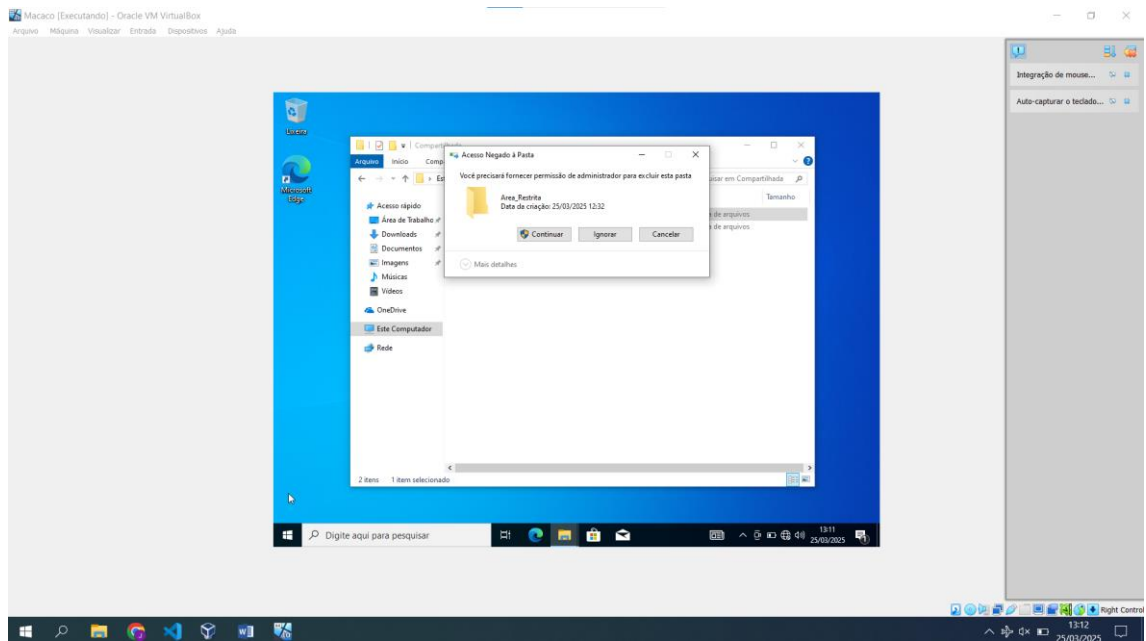 Macaco [Executando] - Oracle VM VirtualBox
Arquivo Máquina Visualizar Entrada Dispositivos Ajuda
Integração de mouse...
Auto-capturar o teclado...
Lixeira
Microsoft Edge
Arquivo Início
Acesso Negado à Pasta
Você precisará fornecer permissão de administrador para excluir esta pasta
Area_Restrita
Data da criação: 25/03/2025 12:32
Continuar Ignorar Cancelar
Mais detalhes
em Compartilhada
Tamanho
de arquivos
de arquivos
Acesso rápido
Área de Trabalho
Downloads
Documentos
Imagens
Músicas
Vídeos
OneDrive
Este Computador
Rede
2 itens 1 item selecionado
Digite aqui para pesquisar
13:11
25/03/2025
Right Control
13:12
25/03/2025